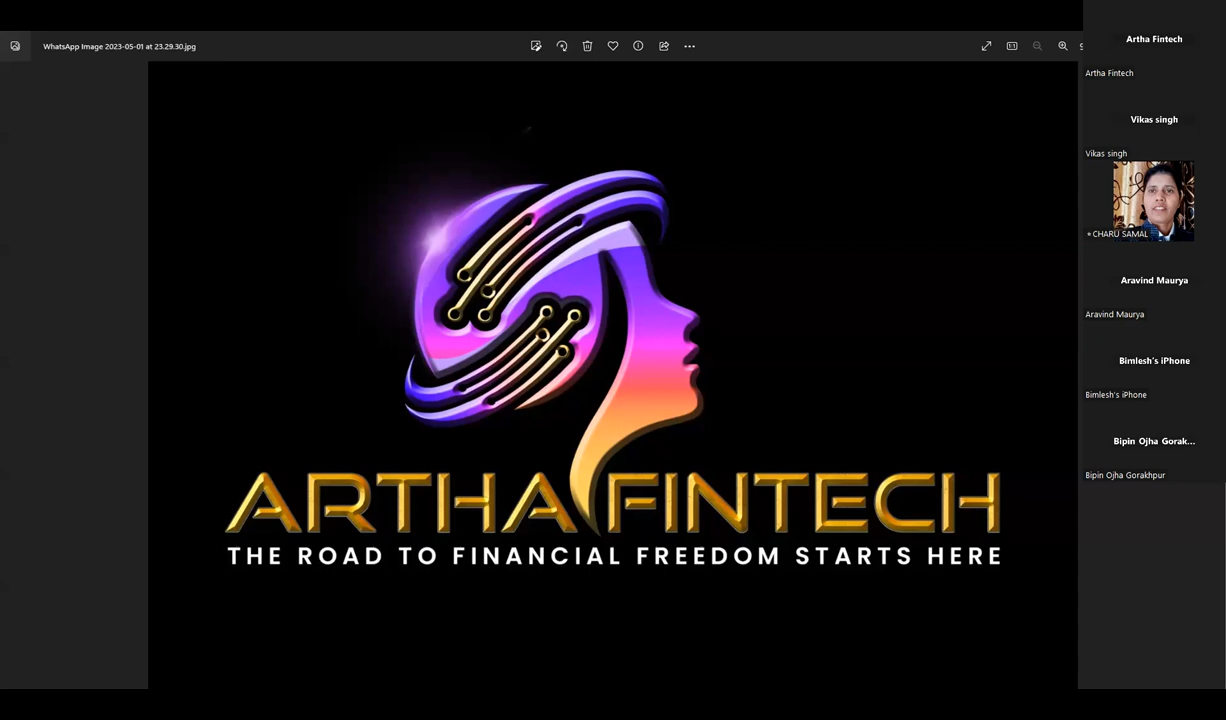 WhatsApp Image 2023-05-01 at 23.29.30.jpg
ARTHA FINTECH
THE ROAD TO FINANCIAL FREEDOM STARTS HERE
Artha Fintech
Artha Fintech
Vikas singh
Vikas singh
CHARU SAMAL
Aravind Maurya
Aravind Maurya
Bimlesh's iPhone
Bimlesh's iPhone
Bipin Ojha Gorak...
Bipin Ojha Gorakhpur